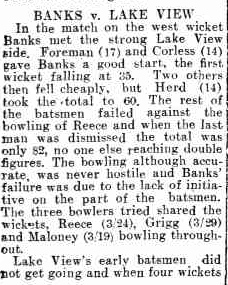 BANKS v. LAKE VIEW
In the match on the west wicket
Banks met the strong Lake View
side. Foreman (17) and Corless (14)
gave Banks a good start, the first
wicket falling at 35. Two others
then fell cheaply, but Herd (14)
took the total to 60. The rest of
the batsmen failed against the
bowling of Reece and when the last
man was dismissed the total was
only 82, no one else reaching double
figures. The bowling although accu-
rate, was never hostile and Banks'
failure was due to the lack of initia-
tive on the part of the batsmen.
The three bowlers tried shared the
wickets, Reece (3/24), Grigg (3/29)
and Maloney (3/19) bowling through-
out.
Lake View's early batsmen did
not get going and when four wickets